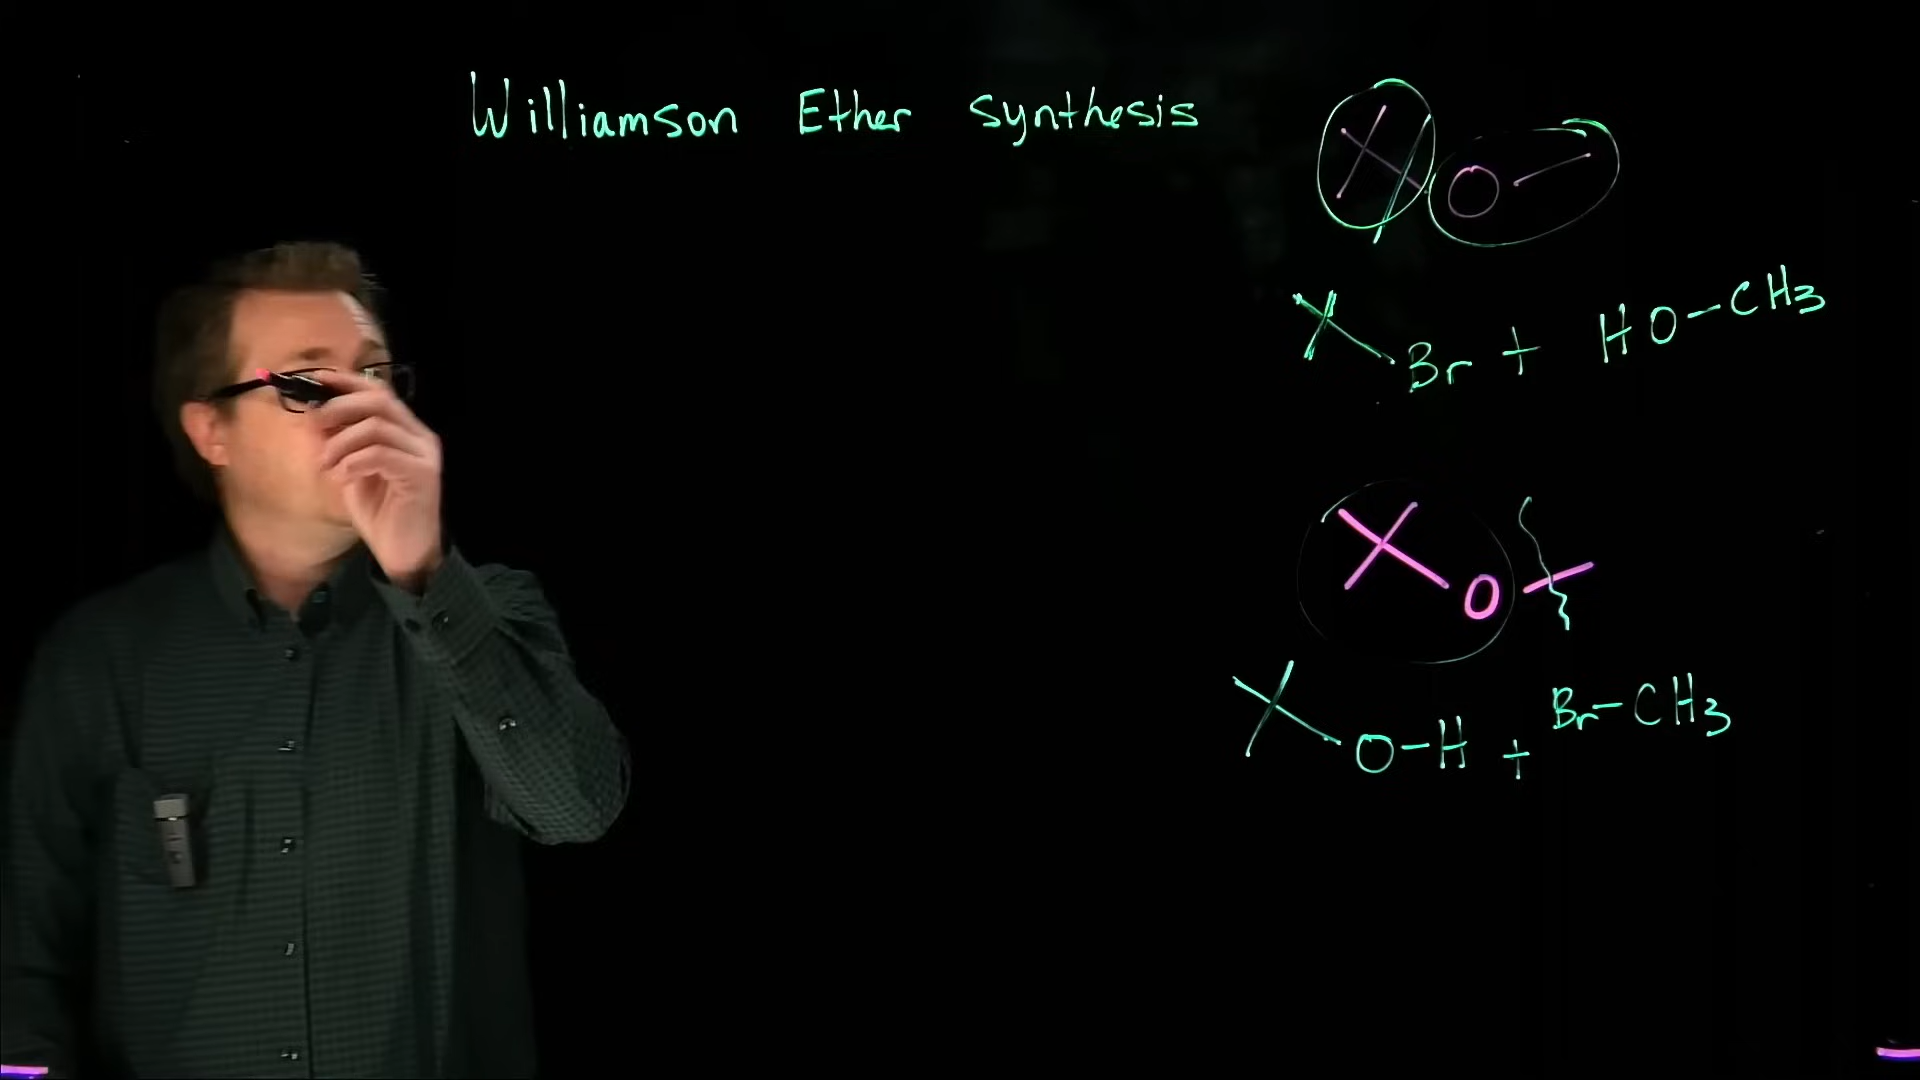 Williamson Ether synthesis
O
Br + HO-CH3
O
O-H + Br-CH3